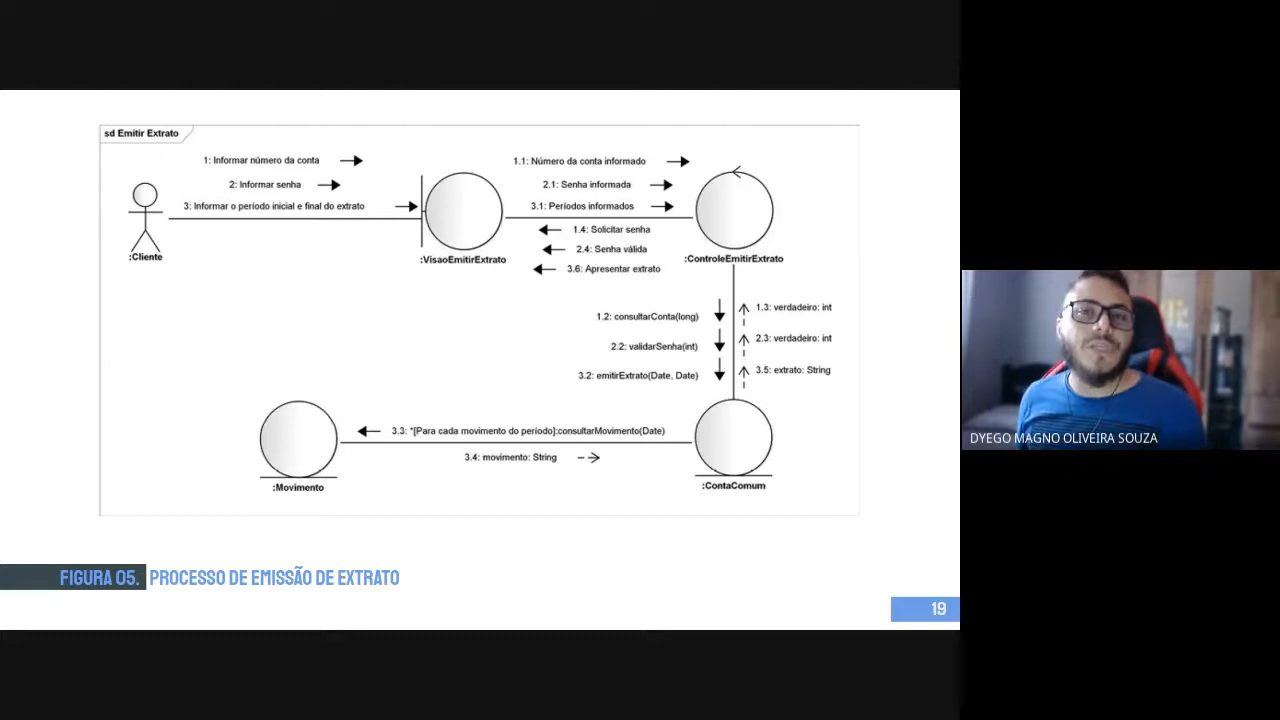 sd Emitir Extrato
1: Informar número da conta
2: Informar senha
3: Informar o período inicial e final do extrato
:Cliente
:VisaoEmitirExtrato
1.1: Número da conta informado
2.1: Senha informada
3.1: Períodos informados
1.4: Solicitar senha
2.4: Senha válida
3.6: Apresentar extrato
:ControleEmitirExtrato
1.2: consultarConta(long)
2.2: validarSenha(int)
3.2: emitirExtrato(Date, Date)
1.3: verdadeiro: int
2.3: verdadeiro: int
3.5: extrato: String
3.3: *[Para cada movimento do período]:consultarMovimento(Date)
3.4: movimento: String
:Movimento
:ContaComum
FIGURA 05. PROCESSO DE EMISSÃO DE EXTRATO
19
DYEGO MAGNO OLIVEIRA SOUZA